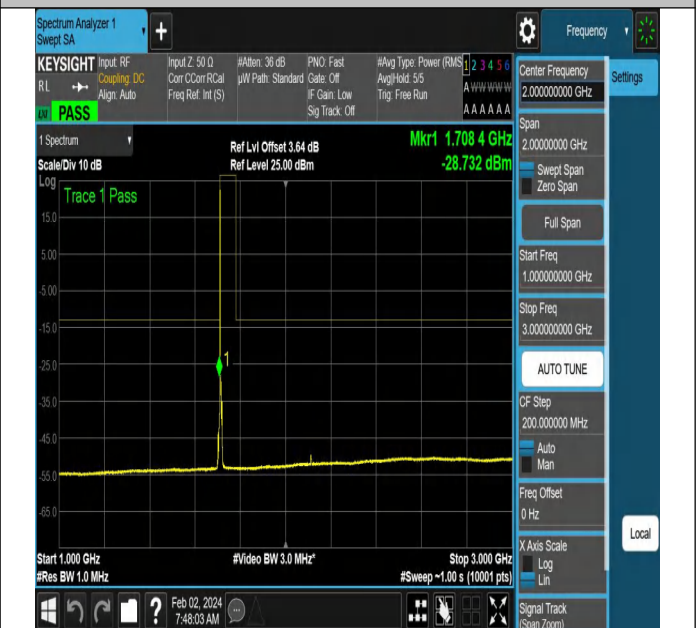 Spectrum Analyzer 1
Swept SA
+
Frequency
KEYSIGHT
RL
Input: RF
Coupling: DC
Align: Auto
Input Z: 50 Ω
Corr CCorr RCal
Freq Ref: Int (S)
#Atten: 36 dB
µW Path: Standard
PNO: Fast
Gate: Off
IF Gain: Low
Sig Track: Off
#Avg Type: Power (RMS
Avg|Hold: 5/5
Trig: Free Run
1 2 3 4 5 6
A W W W W W
A A A A A A
PASS
1 Spectrum
Scale/Div 10 dB
Log
Ref Lvl Offset 3.64 dB
Ref Level 25.00 dBm
Mkr1 1.708 4 GHz
-28.732 dBm
Trace 1 Pass
15.0
5.00
-5.00
-15.0
-25.0
-35.0
-45.0
-55.0
-65.0
1
Start 1.000 GHz
#Res BW 1.0 MHz
#Video BW 3.0 MHz*
Stop 3.000 GHz
#Sweep ~1.00 s (10001 pts)
Feb 02, 2024
7:48:03 AM
?
Center Frequency
2.000000000 GHz
Settings
Span
2.00000000 GHz
Swept Span
Zero Span
Full Span
Start Freq
1.000000000 GHz
Stop Freq
3.000000000 GHz
AUTO TUNE
CF Step
200.000000 MHz
Auto
Man
Freq Offset
0 Hz
Local
X Axis Scale
Log
Lin
Signal Track
(Span Zoom)